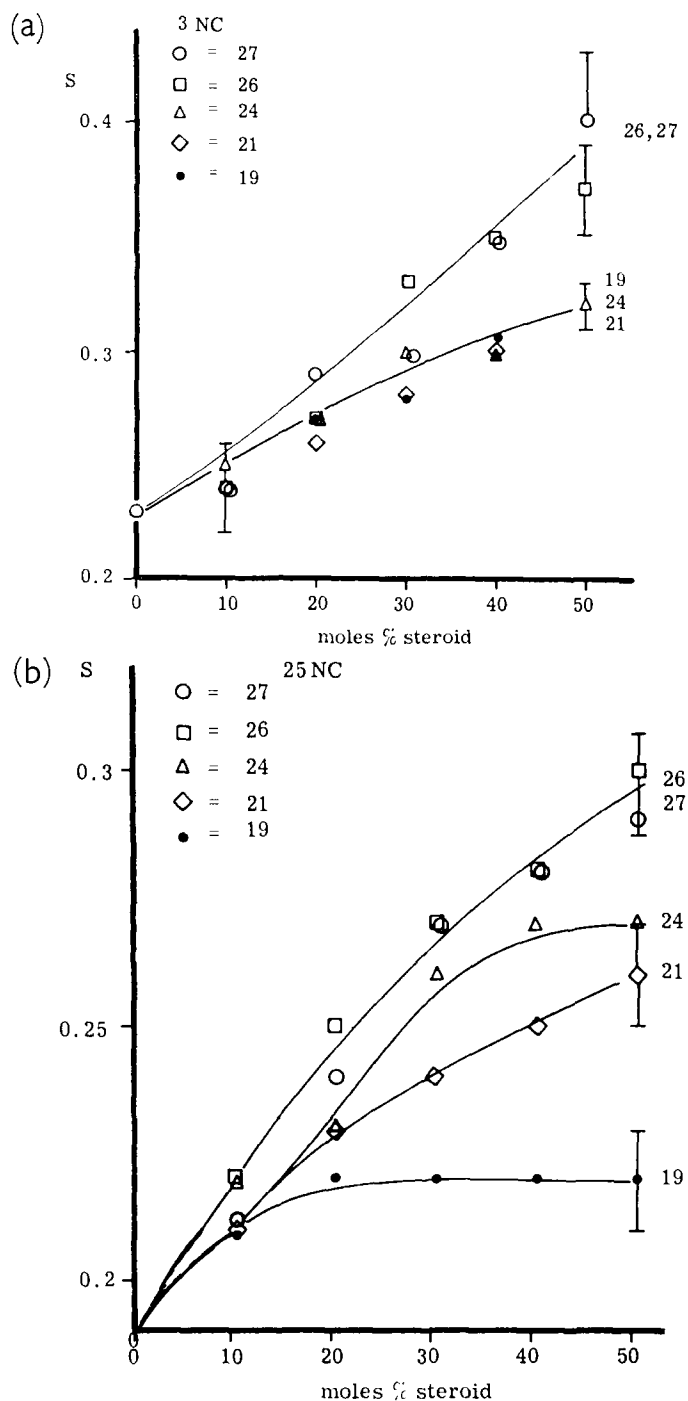 (a)
3 NC
○ = 27
□ = 26
△ = 24
◇ = 21
• = 19
S
0.4
0.3
0.2
26,27
19
24
21
0 10 20 30 40 50
moles % steroid
(b)
S
25 NC
○ = 27
□ = 26
△ = 24
◇ = 21
• = 19
0.3
0.25
0.2
0
26
27
24
21
19
0 10 20 30 40 50
moles % steroid